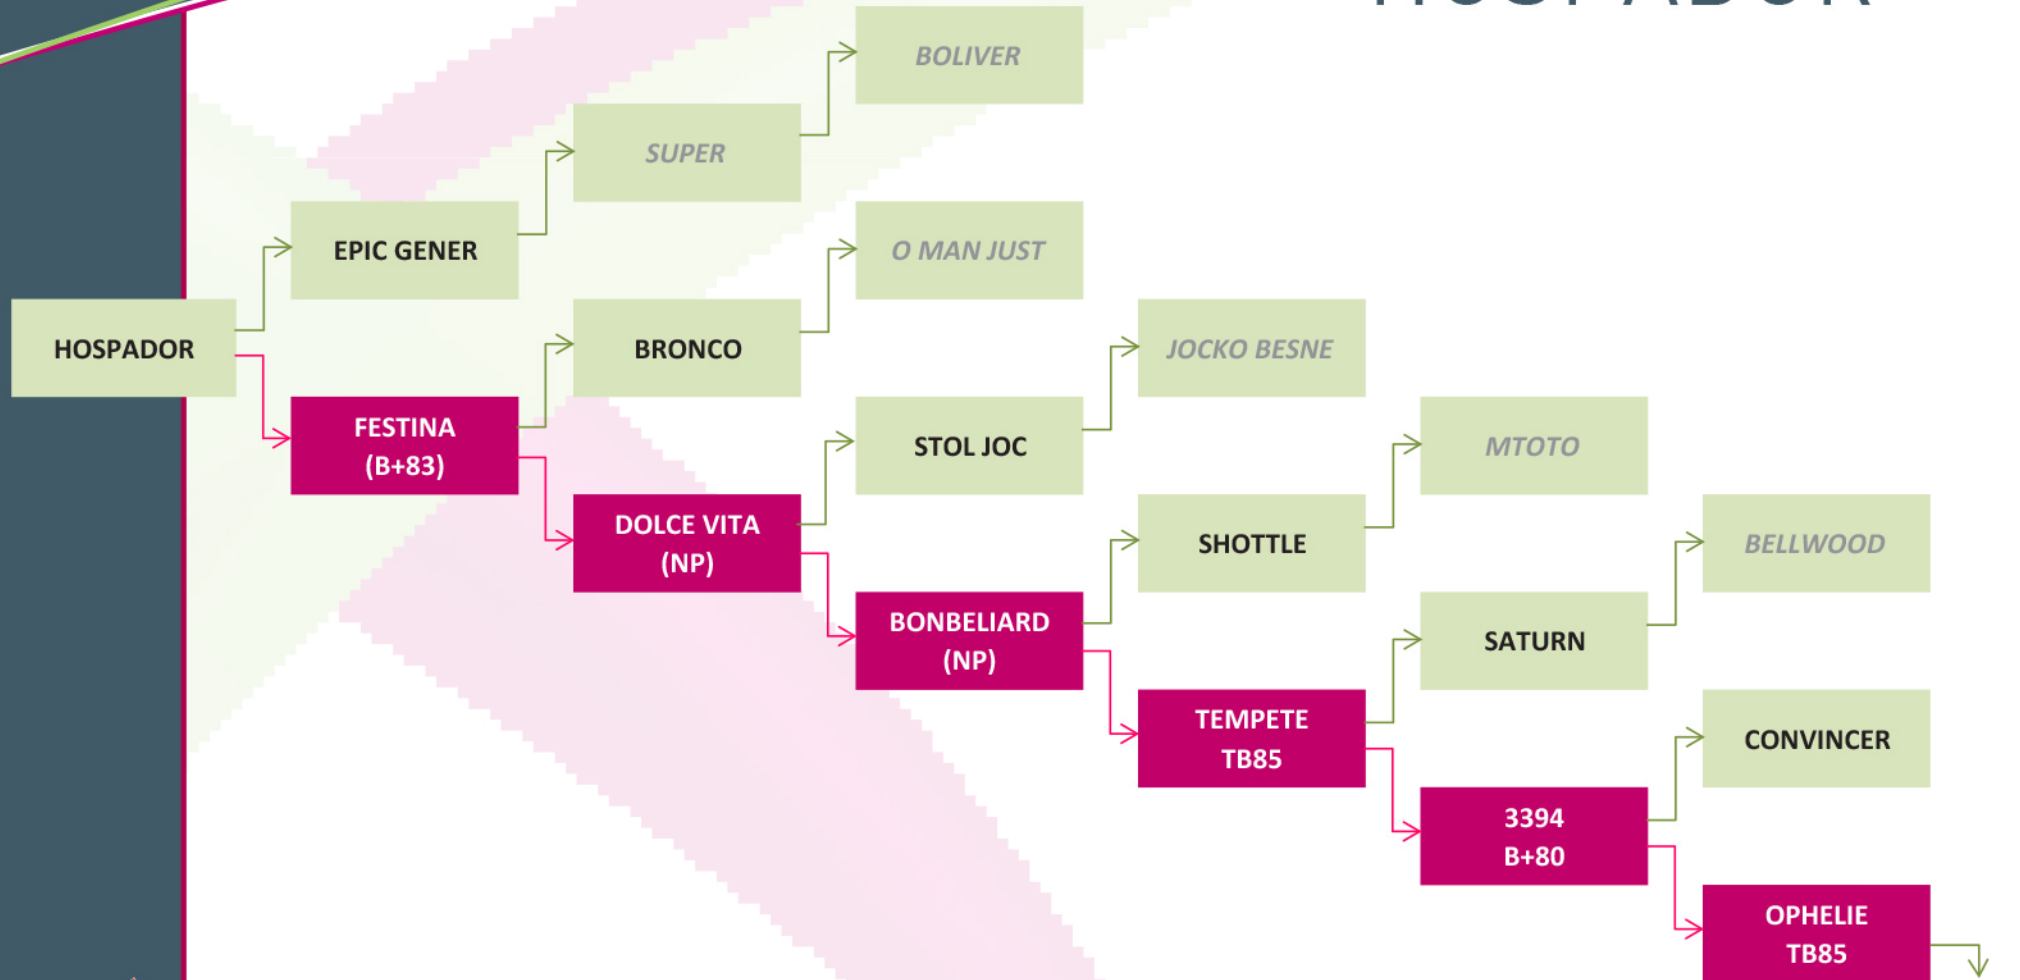 HOSPADOR
BOLIVER
SUPER
EPIC GENER
O MAN JUST
HOSPADOR
BRONCO
JOCKO BESNE
FESTINA
(B+83)
STOL JOC
MTOTO
DOLCE VITA
(NP)
SHOTTLE
BELLWOOD
BONBELIARD
(NP)
SATURN
TEMPETE
TB85
CONVINCER
3394
B+80
OPHELIE
TB85